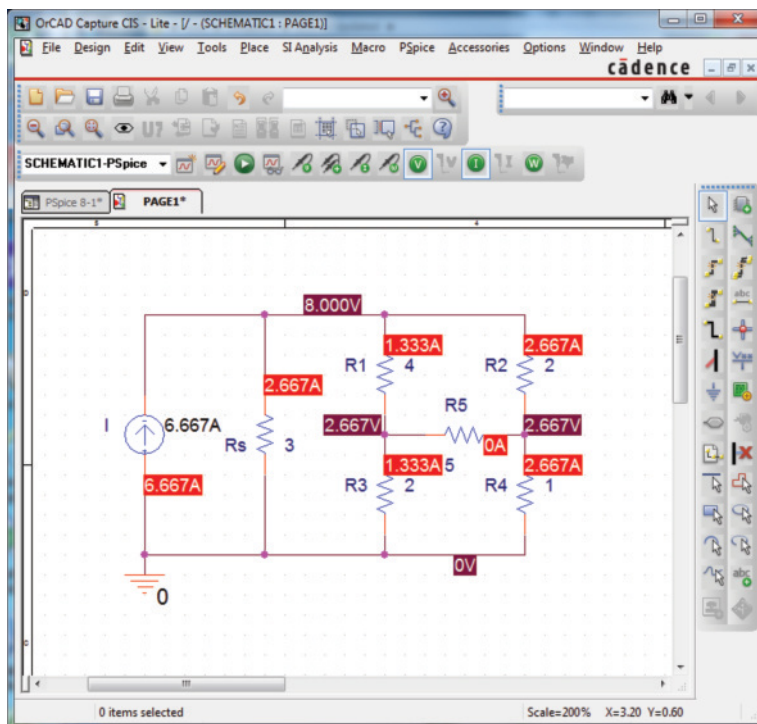 OrCAD Capture CIS - Lite - [/ - (SCHEMATIC1 : PAGE1)]
File Design Edit View Tools Place SI Analysis Macro PSpice Accessories Options Window Help
cādence
SCHEMATIC1-PSpice
PSpice 8-1*
PAGE1*
8.000V
1.333A
2.667A
R1
4
R2
2
2.667A
R5
I
6.667A
2.667V
2.667V
Rs
3
0A
6.667A
1.333A
5
2.667A
R3
2
R4
1
0V
0
0 items selected
Scale=200%
X=3.20 Y=0.60